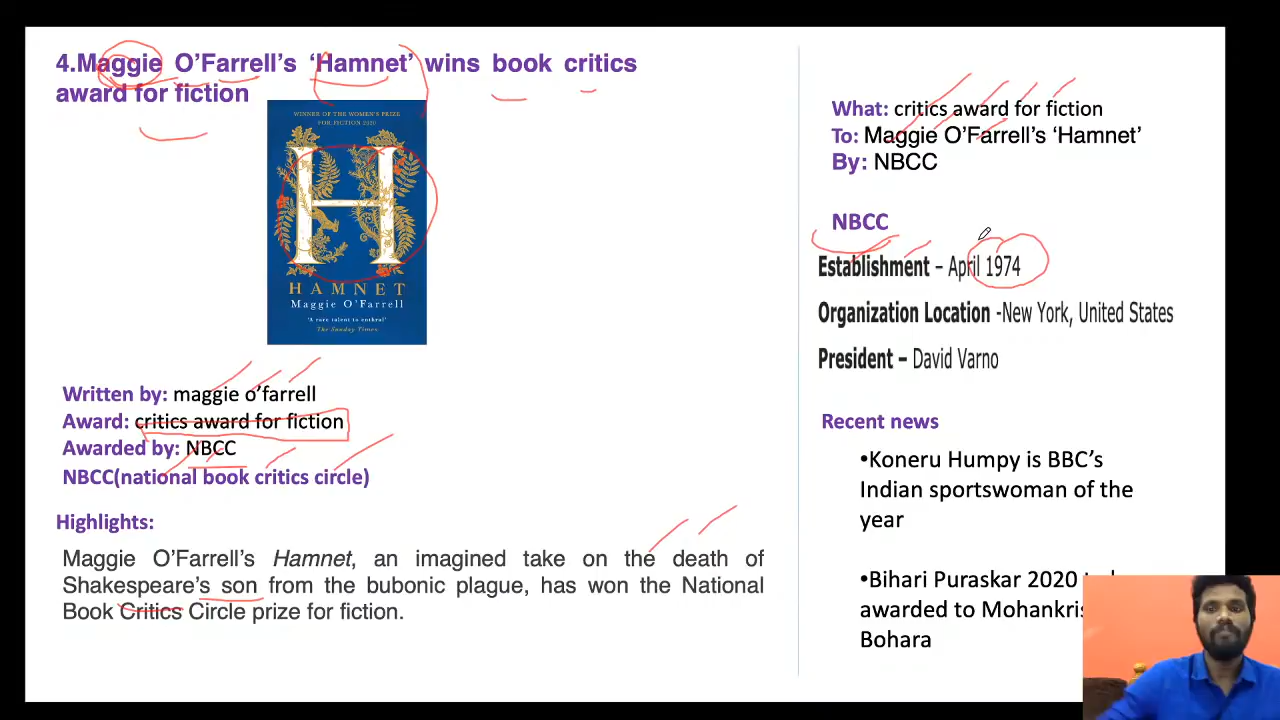 4.Maggie O’Farrell’s ‘Hamnet’ wins book critics
award for fiction
WINNER OF THE WOMEN'S PRIZE
FOR FICTION 2020
H
HAMNET
Maggie O’Farrell
‘A rare talent to enthral’
The Sunday Times
Written by: maggie o’farrell
Award: critics award for fiction
Awarded by: NBCC
NBCC(national book critics circle)
Highlights:
Maggie O’Farrell’s Hamnet, an imagined take on the death of
Shakespeare’s son from the bubonic plague, has won the National
Book Critics Circle prize for fiction.
What: critics award for fiction
To: Maggie O’Farrell’s ‘Hamnet’
By: NBCC
NBCC
Establishment – April 1974
Organization Location -New York, United States
President – David Varno
Recent news
•Koneru Humpy is BBC’s
Indian sportswoman of the
year
•Bihari Puraskar 2020
awarded to
Bohara